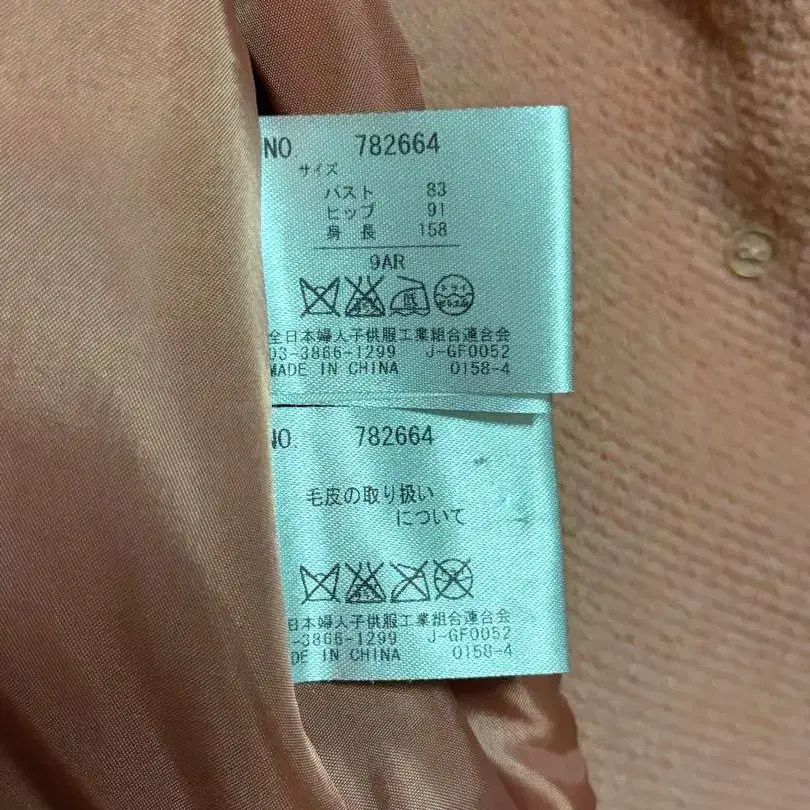 NO. 782664
サイズ
バスト 83
ヒップ 91
身長 158
9AR
低
ドライ
全日本婦人子供服工業組合連合会
03-3866-1299 J-GF0052
MADE IN CHINA 0158-4
NO. 782664
毛皮の取り扱い
について
日本婦人子供服工業組合連合会
-3866-1299 J-GF0052
DE IN CHINA 0158-4